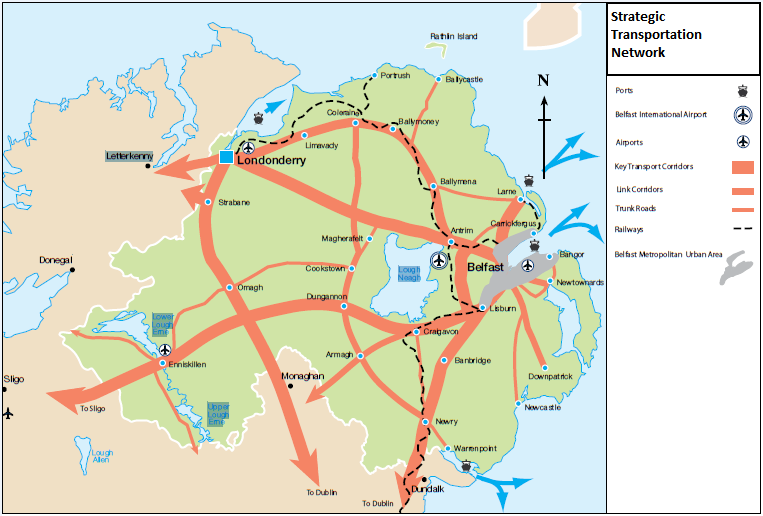 Strategic
Transportation
Network
Ports
Belfast International Airport
Airports
Key Transport Corridors
Link Corridors
Trunk Roads
Railways
Belfast Metropolitan Urban Area
N
Rathlin Island
Portrush
Ballycastle
Coleraine
Ballymoney
Limavady
Letterkenny
Londonderry
Ballymena
Larne
Strabane
Carrickfergus
Antrim
Magherafelt
Bangor
Donegal
Cookstown
Lough
Neagh
Belfast
Newtownards
Omagh
Dungannon
Lisburn
Lower
Lough
Erne
Craigavon
Armagh
Banbridge
Enniskillen
Monaghan
Downpatrick
Sligo
To Sligo
Upper
Lough
Erne
Newcastle
Newry
Warrenpoint
Lough
Allen
Dundalk
To Dublin
To Dublin